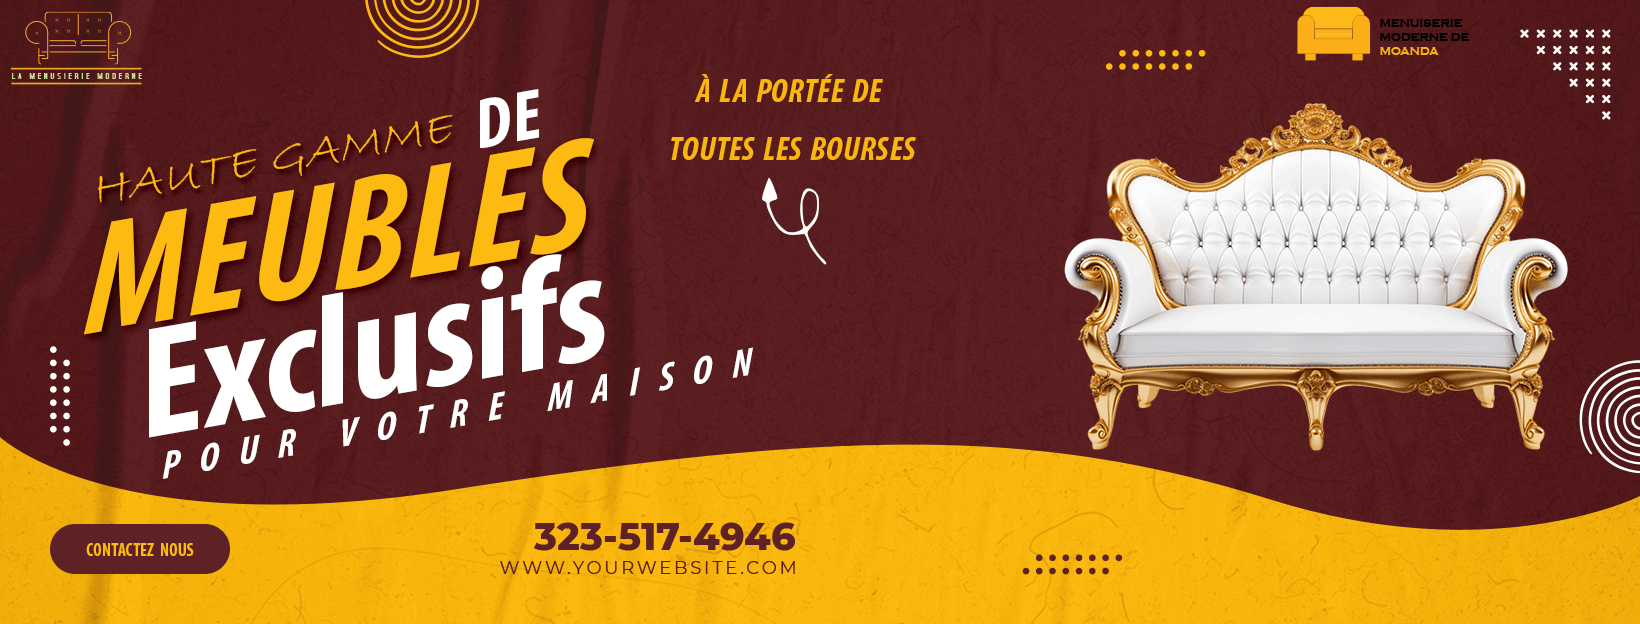 LA MENUSIERIE MODERNE
MENUISERIE
MODERNE DE
MOANDA
À LA PORTÉE DE
TOUTES LES BOURSES
HAUTE GAMME DE
MEUBLES
Exclusifs
POUR VOTRE MAISON
CONTACTEZ NOUS
323-517-4946
WWW.YOURWEBSITE.COM